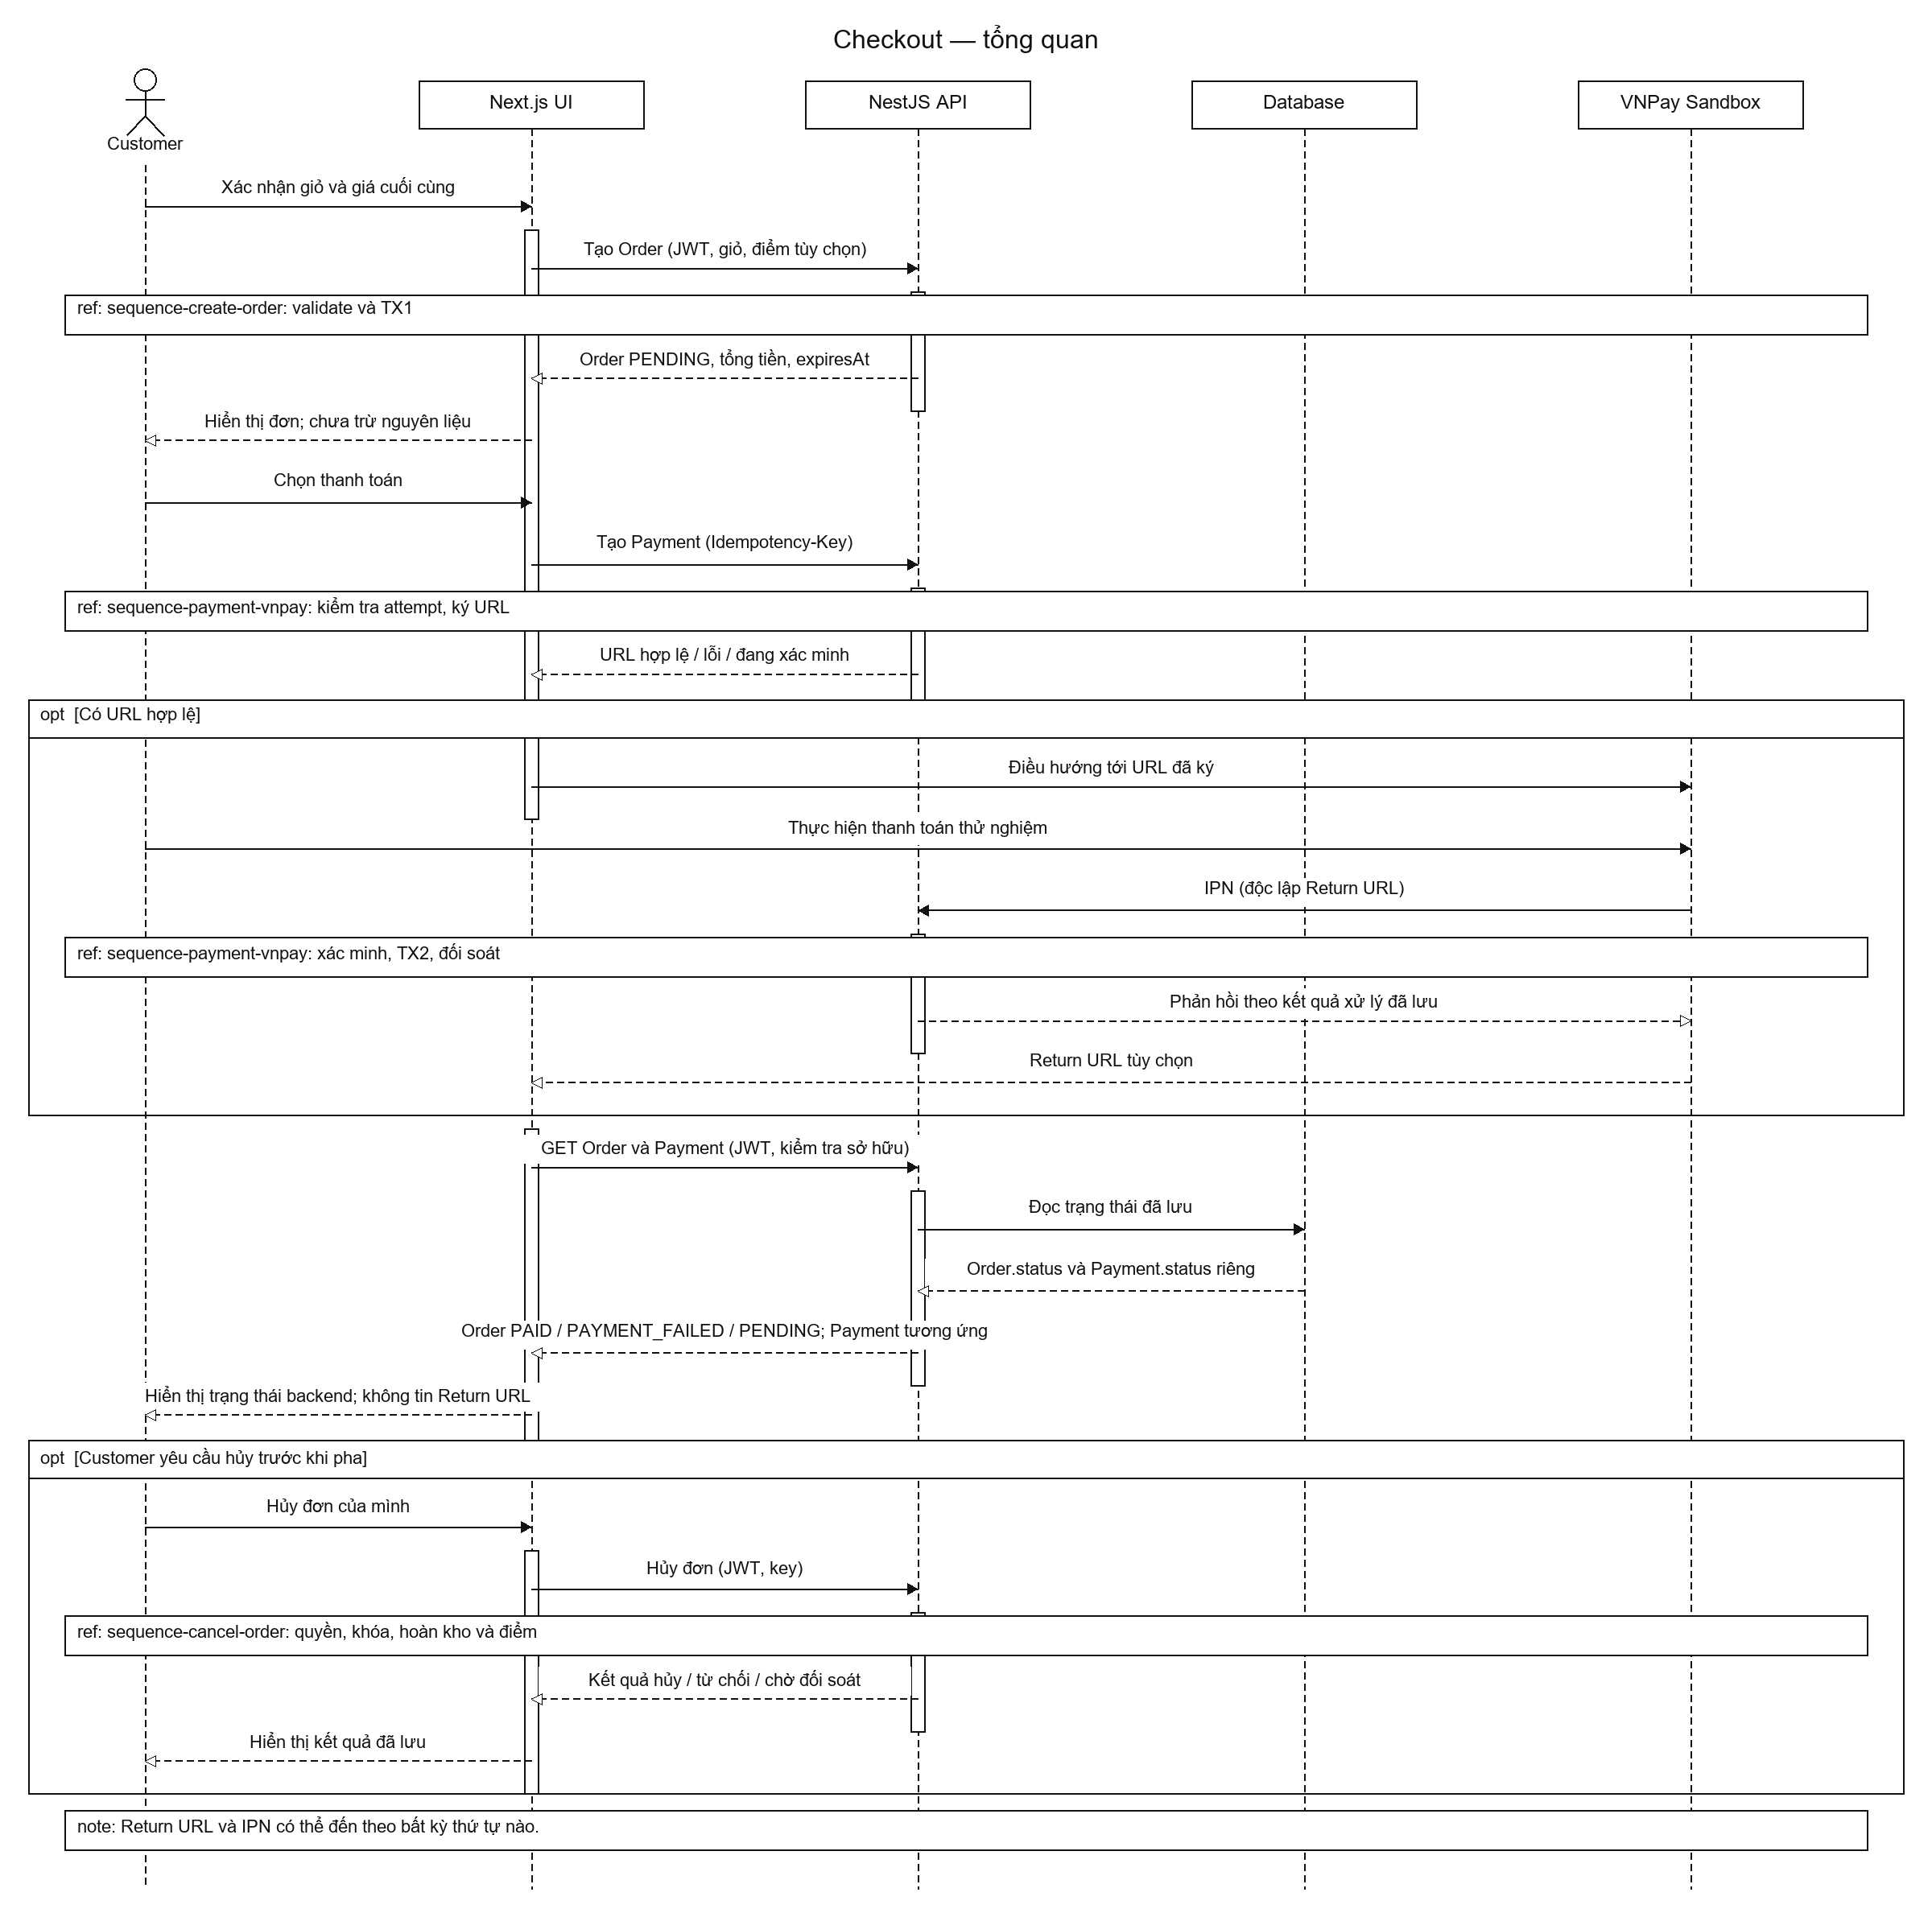 Checkout — tổng quan
Customer
Next.js UI
NestJS API
Database
VNPay Sandbox
Xác nhận giỏ và giá cuối cùng
Tạo Order (JWT, giỏ, điểm tùy chọn)
ref: sequence-create-order: validate và TX1
Order PENDING, tổng tiền, expiresAt
Hiển thị đơn; chưa trừ nguyên liệu
Chọn thanh toán
Tạo Payment (Idempotency-Key)
ref: sequence-payment-vnpay: kiểm tra attempt, ký URL
URL hợp lệ / lỗi / đang xác minh
opt [Có URL hợp lệ]
Điều hướng tới URL đã ký
Thực hiện thanh toán thử nghiệm
IPN (độc lập Return URL)
ref: sequence-payment-vnpay: xác minh, TX2, đối soát
Phản hồi theo kết quả xử lý đã lưu
Return URL tùy chọn
GET Order và Payment (JWT, kiểm tra sở hữu)
Đọc trạng thái đã lưu
Order.status và Payment.status riêng
Order PAID / PAYMENT_FAILED / PENDING; Payment tương ứng
Hiển thị trạng thái backend; không tin Return URL
opt [Customer yêu cầu hủy trước khi pha]
Hủy đơn của mình
Hủy đơn (JWT, key)
ref: sequence-cancel-order: quyền, khóa, hoàn kho và điểm
Kết quả hủy / từ chối / chờ đối soát
Hiển thị kết quả đã lưu
note: Return URL và IPN có thể đến theo bất kỳ thứ tự nào.